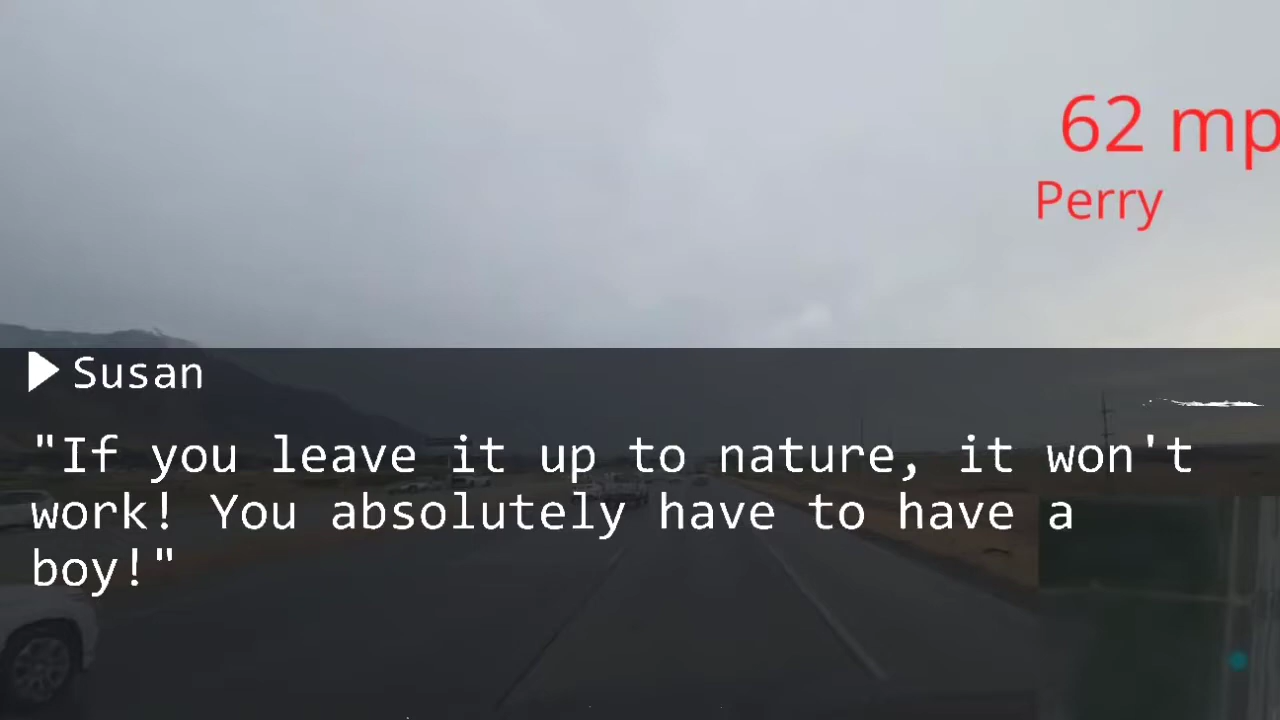 62 mp
Perry
Susan
"If you leave it up to nature, it won't
work! You absolutely have to have a
boy!"